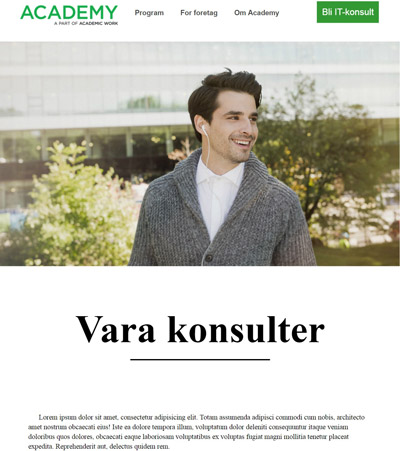 ACADEMY
A PART OF ACADEMIC WORK
Program For foretag Om Academy
Bli IT-konsult
Vara konsulter
Lorem ipsum dolor sit amet, consectetur adipisicing elit. Totam assumenda adipisci commodi cum nobis, architecto
amet nostrum obcaecati eius! Iste ea dolore tempora illum, voluptatum dolor deleniti consequuntur itaque veniam
doloribus quos dolores, obcaecati eaque laboriosam voluptatibus ex voluptas fugiat magni mollitia tenetur placeat
expedita. Reprehenderit aut, delectus quidem rem.